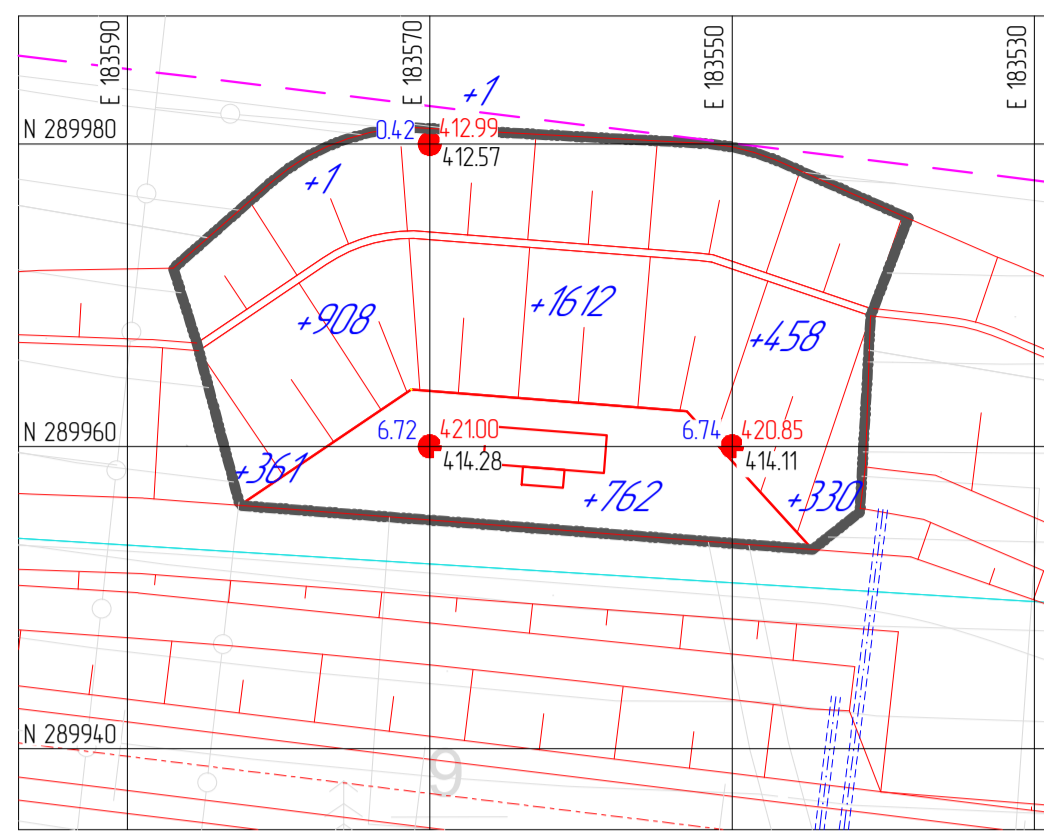 E 183590
E 183570
E 183550
E 183530
+1
N 289980
0.42
412.99
412.57
+1
+908
+1612
+458
N 289960
6.72
421.00
414.28
6.74
420.85
414.11
+361
+762
+330
N 289940
9